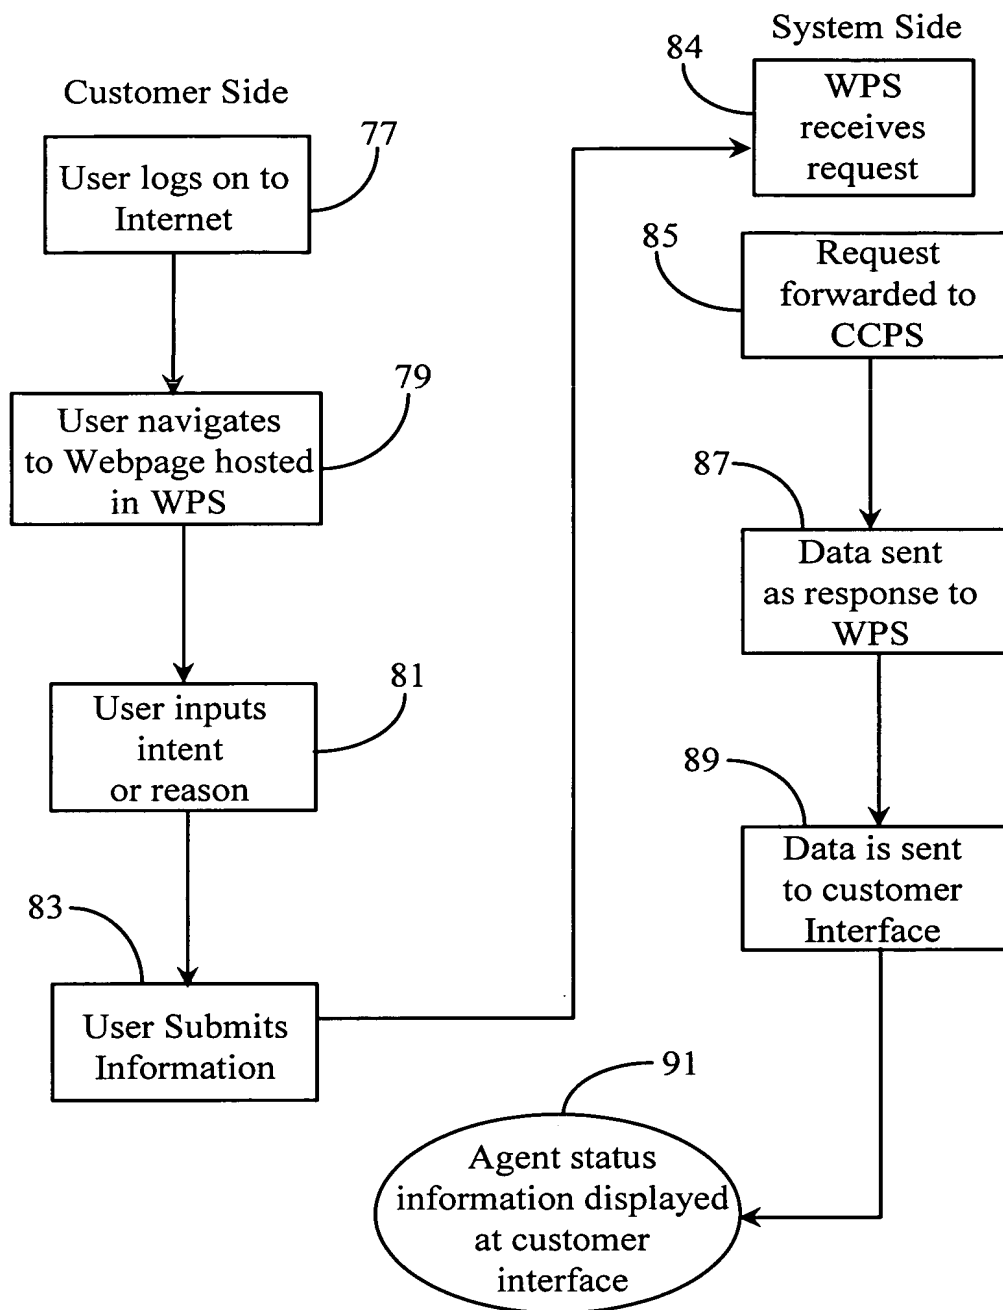 Customer Side
77
User logs on to
Internet
79
User navigates
to Webpage hosted
in WPS
81
User inputs
intent
or reason
83
User Submits
Information
System Side
84
WPS
receives
request
85
Request
forwarded to
CCPS
87
Data sent
as response to
WPS
89
Data is sent
to customer
Interface
91
Agent status
information displayed
at customer
interface